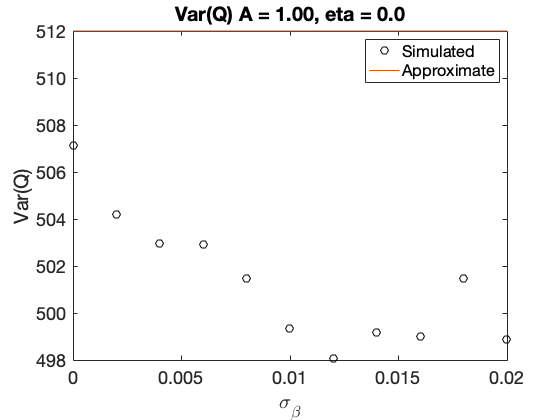 Var(Q) A = 1.00, eta = 0.0
512
510
508
506
504
502
500
498
Var(Q)
Simulated
Approximate
0
0.005
0.01
0.015
0.02
σβ